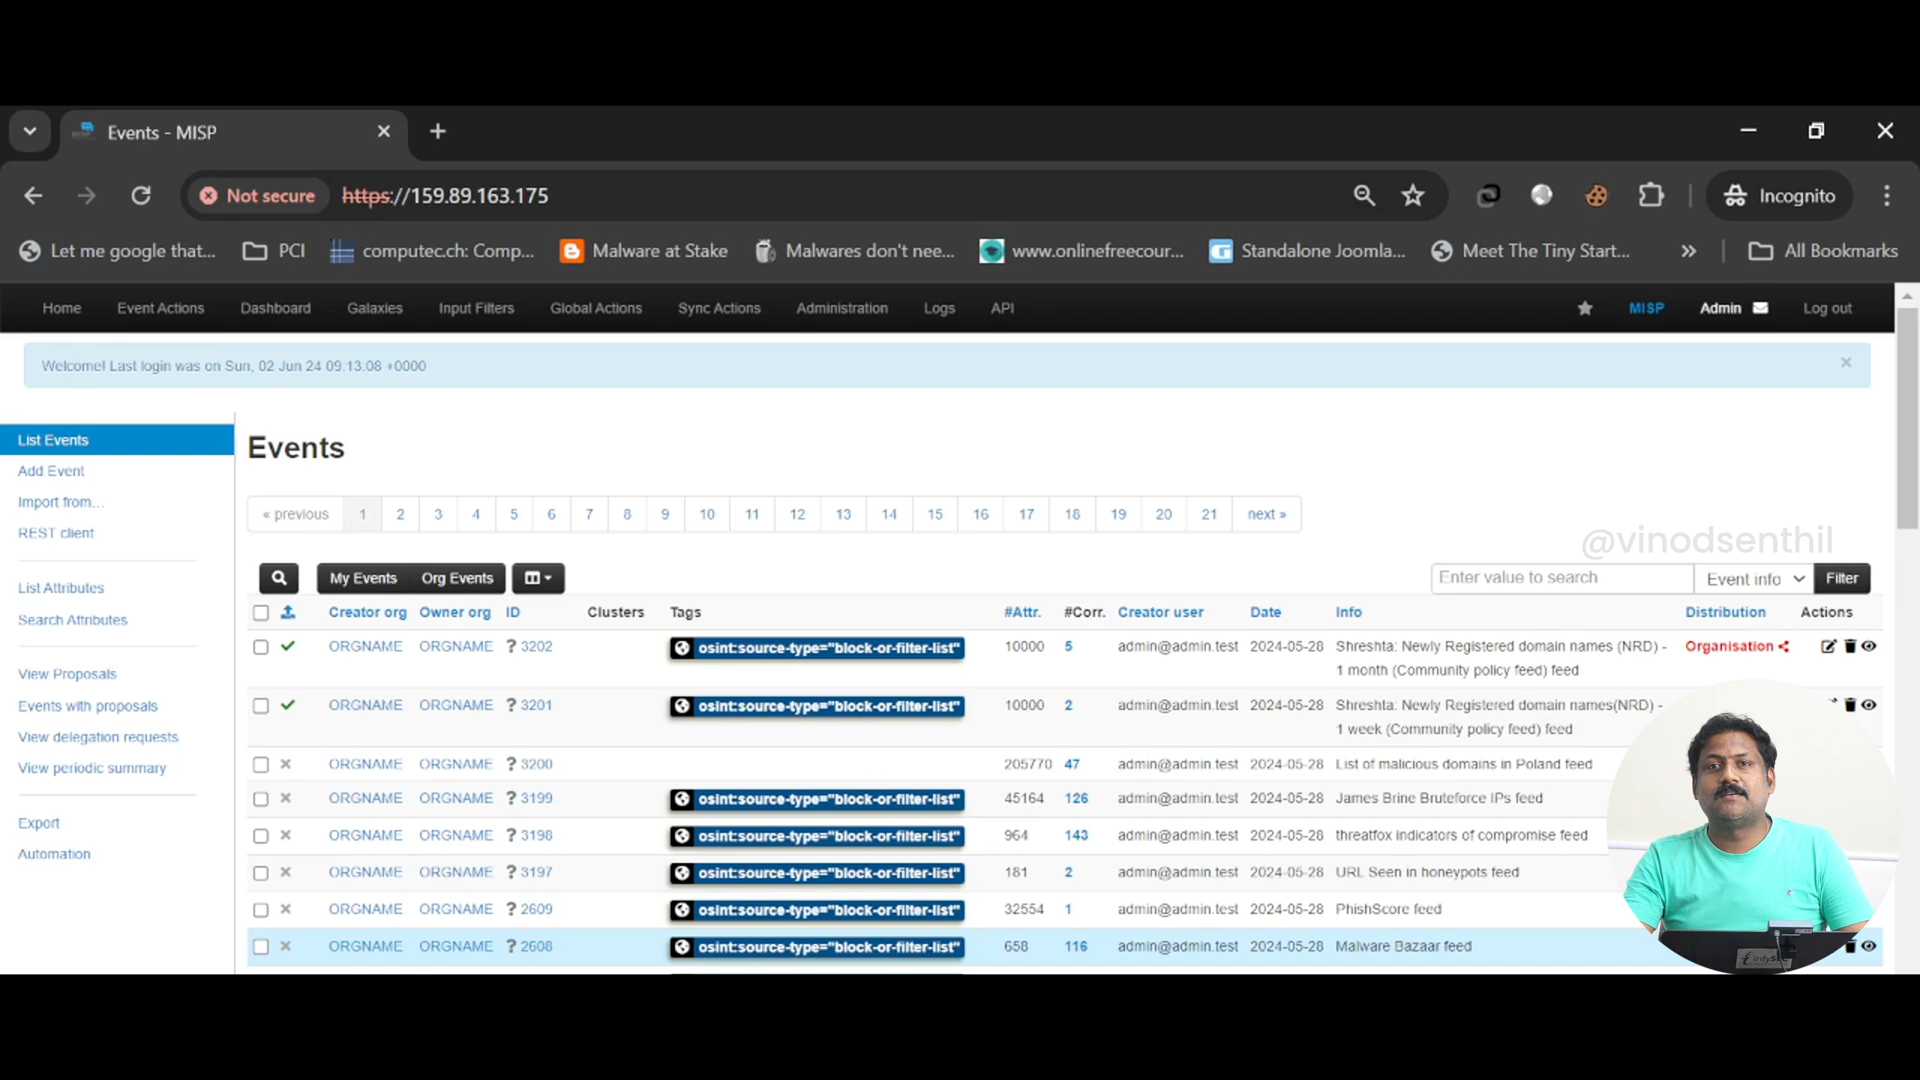 Events - MISP
Not secure https://159.89.163.175 Incognito
Let me google that... PCI computec.ch: Comp... Malware at Stake Malwares don't nee... www.onlinefreecour... Standalone Joomla... Meet The Tiny Start... » All Bookmarks
Home Event Actions Dashboard Galaxies Input Filters Global Actions Sync Actions Administration Logs API MISP Admin Log out
Welcome! Last login was on Sun, 02 Jun 24 09:13:08 +0000 ×
List Events
Add Event
Import from...
REST client
List Attributes
Search Attributes
View Proposals
Events with proposals
View delegation requests
View periodic summary
Export
Automation
Events
« previous 1 2 3 4 5 6 7 8 9 10 11 12 13 14 15 16 17 18 19 20 21 next »
@vinodsenthil
My Events Org Events Enter value to search Event info Filter
Creator org Owner org ID Clusters Tags #Attr. #Corr. Creator user Date Info Distribution Actions
ORGNAME ORGNAME ? 3202 osint:source-type="block-or-filter-list" 10000 5 admin@admin.test 2024-05-28 Shreshta: Newly Registered domain names (NRD) - Organisation
1 month (Community policy feed) feed
ORGNAME ORGNAME ? 3201 osint:source-type="block-or-filter-list" 10000 2 admin@admin.test 2024-05-28 Shreshta: Newly Registered domain names(NRD) -
1 week (Community policy feed) feed
ORGNAME ORGNAME ? 3200 205770 47 admin@admin.test 2024-05-28 List of malicious domains in Poland feed
ORGNAME ORGNAME ? 3199 osint:source-type="block-or-filter-list" 45164 126 admin@admin.test 2024-05-28 James Brine Bruteforce IPs feed
ORGNAME ORGNAME ? 3198 osint:source-type="block-or-filter-list" 964 143 admin@admin.test 2024-05-28 threatfox indicators of compromise feed
ORGNAME ORGNAME ? 3197 osint:source-type="block-or-filter-list" 181 2 admin@admin.test 2024-05-28 URL Seen in honeypots feed
ORGNAME ORGNAME ? 2609 osint:source-type="block-or-filter-list" 32554 1 admin@admin.test 2024-05-28 PhishScore feed
ORGNAME ORGNAME ? 2608 osint:source-type="block-or-filter-list" 658 116 admin@admin.test 2024-05-28 Malware Bazaar feed